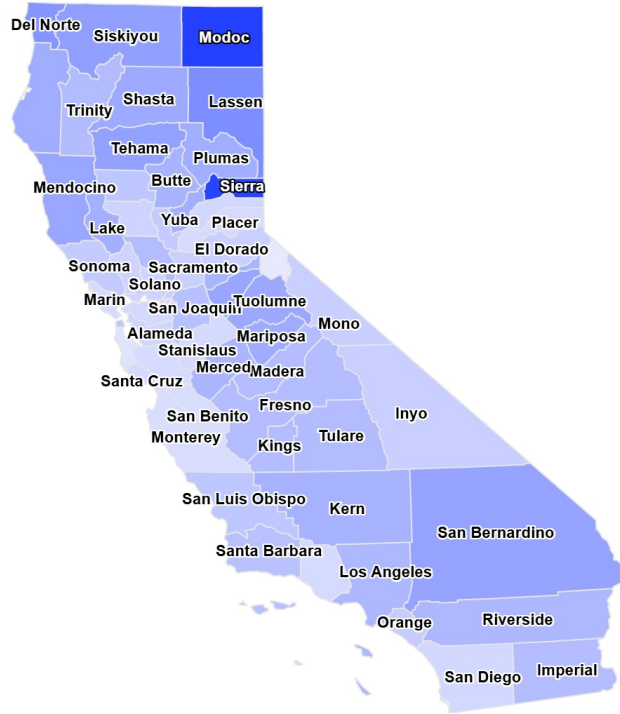 Del Norte
Siskiyou
Modoc
Trinity
Shasta
Lassen
Tehama
Plumas
Mendocino
Butte
Sierra
Lake
Yuba
Placer
El Dorado
Sonoma
Sacramento
Solano
Marin
San Joaquin
Tuolumne
Mono
Alameda
Mariposa
Stanislaus
Merced
Madera
Santa Cruz
Fresno
San Benito
Inyo
Monterey
Kings
Tulare
San Luis Obispo
Kern
San Bernardino
Santa Barbara
Los Angeles
Orange
Riverside
San Diego
Imperial